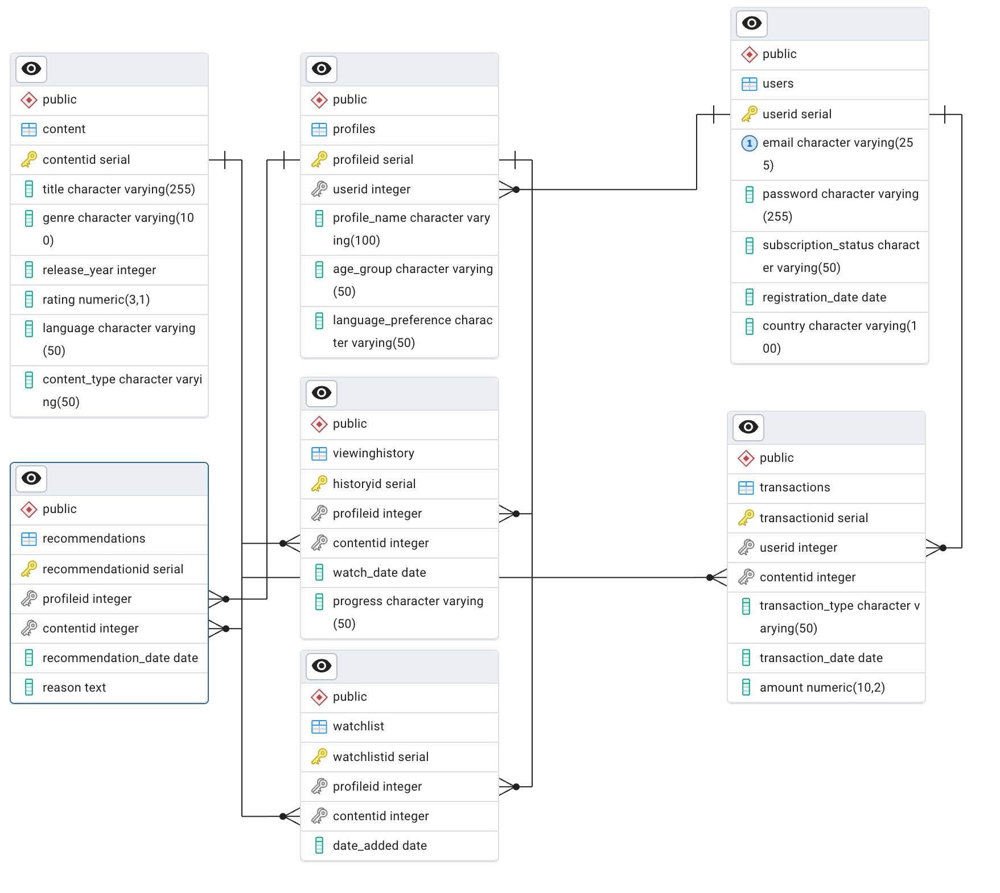 public
content
contentid serial
title character varying(255)
genre character varying(10
0)
release_year integer
rating numeric(3,1)
language character varying
(50)
content_type character varyi
ng(50)
public
recommendations
recommendationid serial
profileid integer
contentid integer
recommendation_date date
reason text
public
profiles
profileid serial
userid integer
profile_name character vary
ing(100)
age_group character varying
(50)
language_preference charac
ter varying(50)
public
viewinghistory
historyid serial
profileid integer
contentid integer
watch_date date
progress character varying
(50)
public
watchlist
watchlistid serial
profileid integer
contentid integer
date_added date
public
users
userid serial
1
email character varying(25
5)
password character varying
(255)
subscription_status charact
er varying(50)
registration_date date
country character varying(1
00)
public
transactions
transactionid serial
userid integer
contentid integer
transaction_type character v
arying(50)
transaction_date date
amount numeric(10,2)